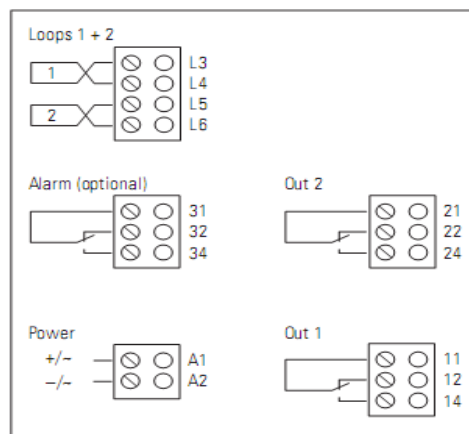 Loops 1 + 2
1
L3
L4
2
L5
L6
Alarm (optional)
31
32
34
Out 2
21
22
24
Power
+/~
A1
–/~
A2
Out 1
11
12
14